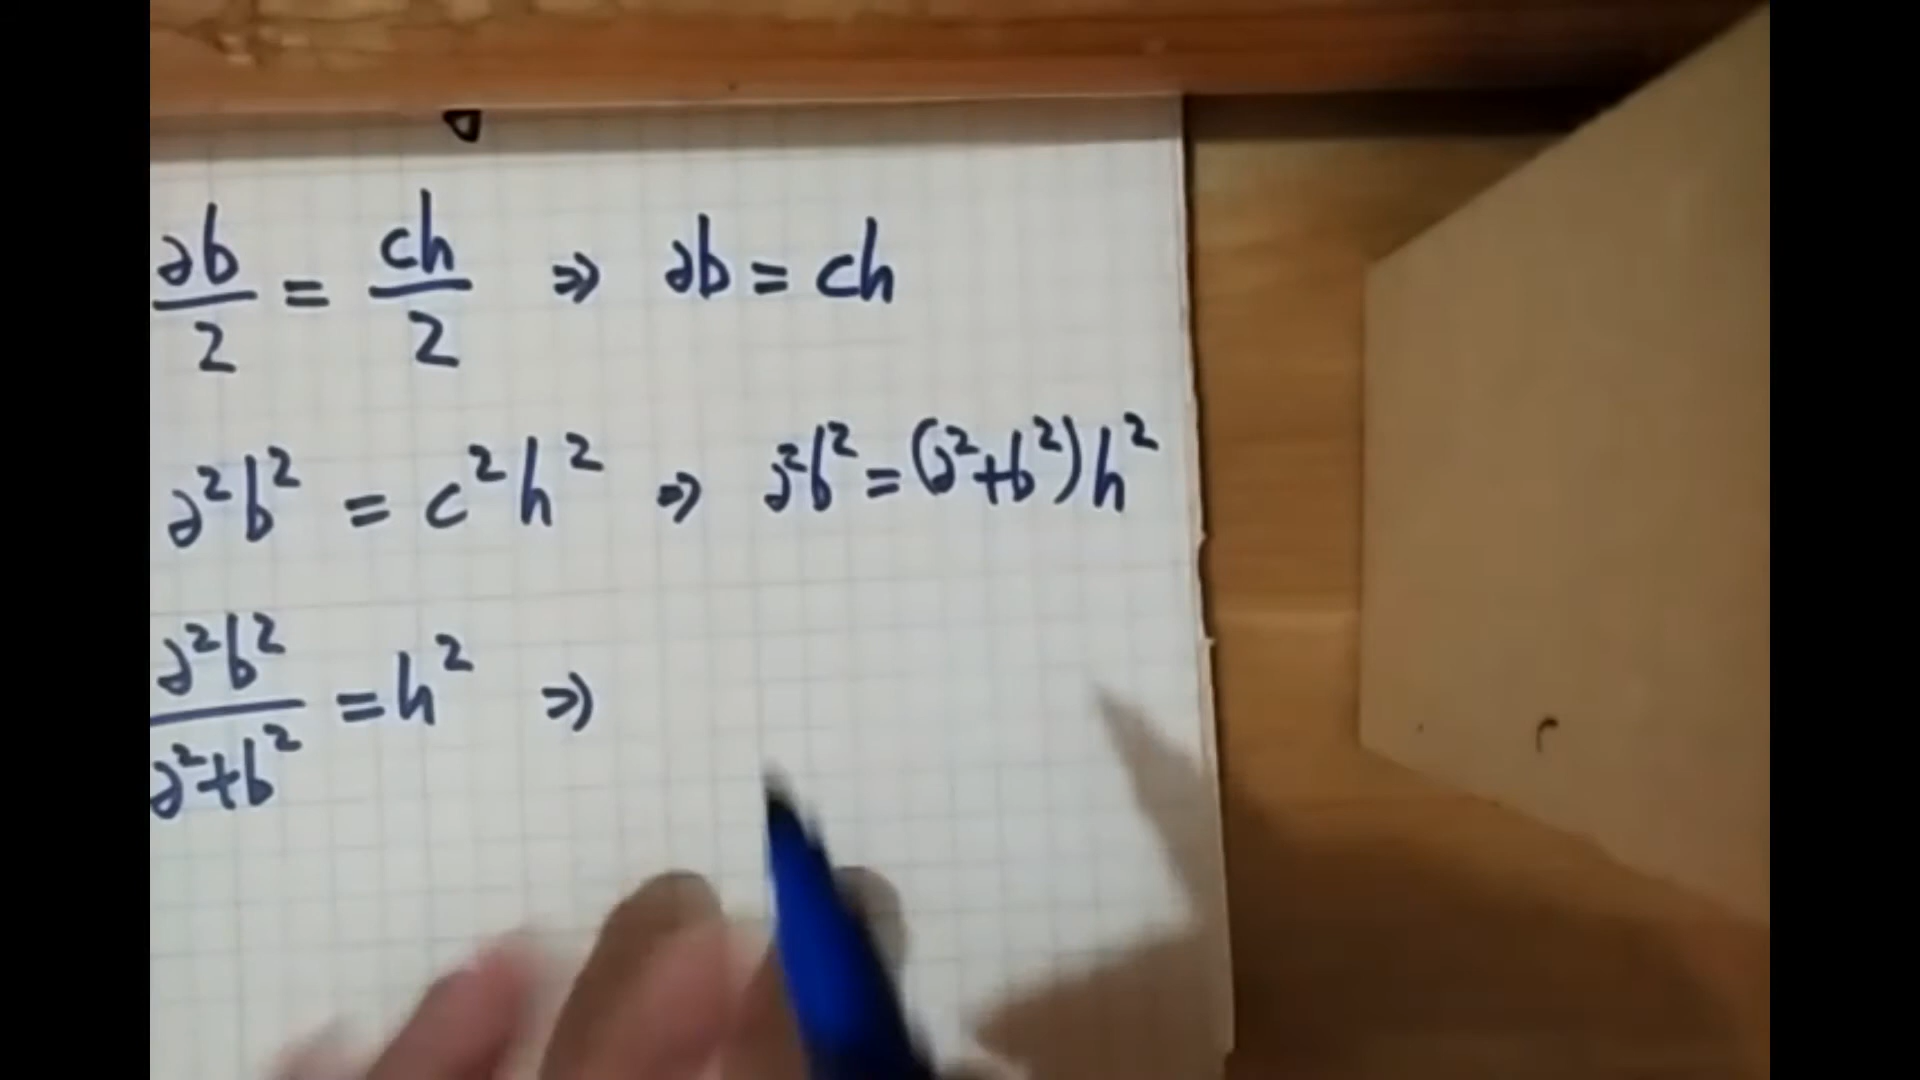 ab/2 = ch/2 ⇒ ab = ch
a²b² = c²h² ⇒ a²b² = (a²+b²)h²
a²b²/a²+b² = h² ⇒